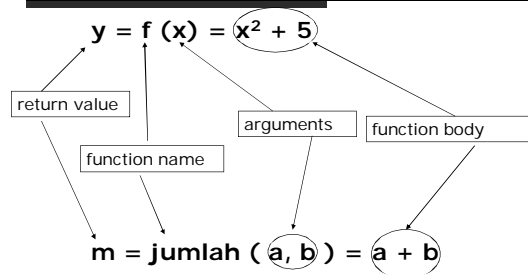 y = f (x) = x² + 5
return value
arguments
function body
function name
m = jumlah ( a, b ) = a + b